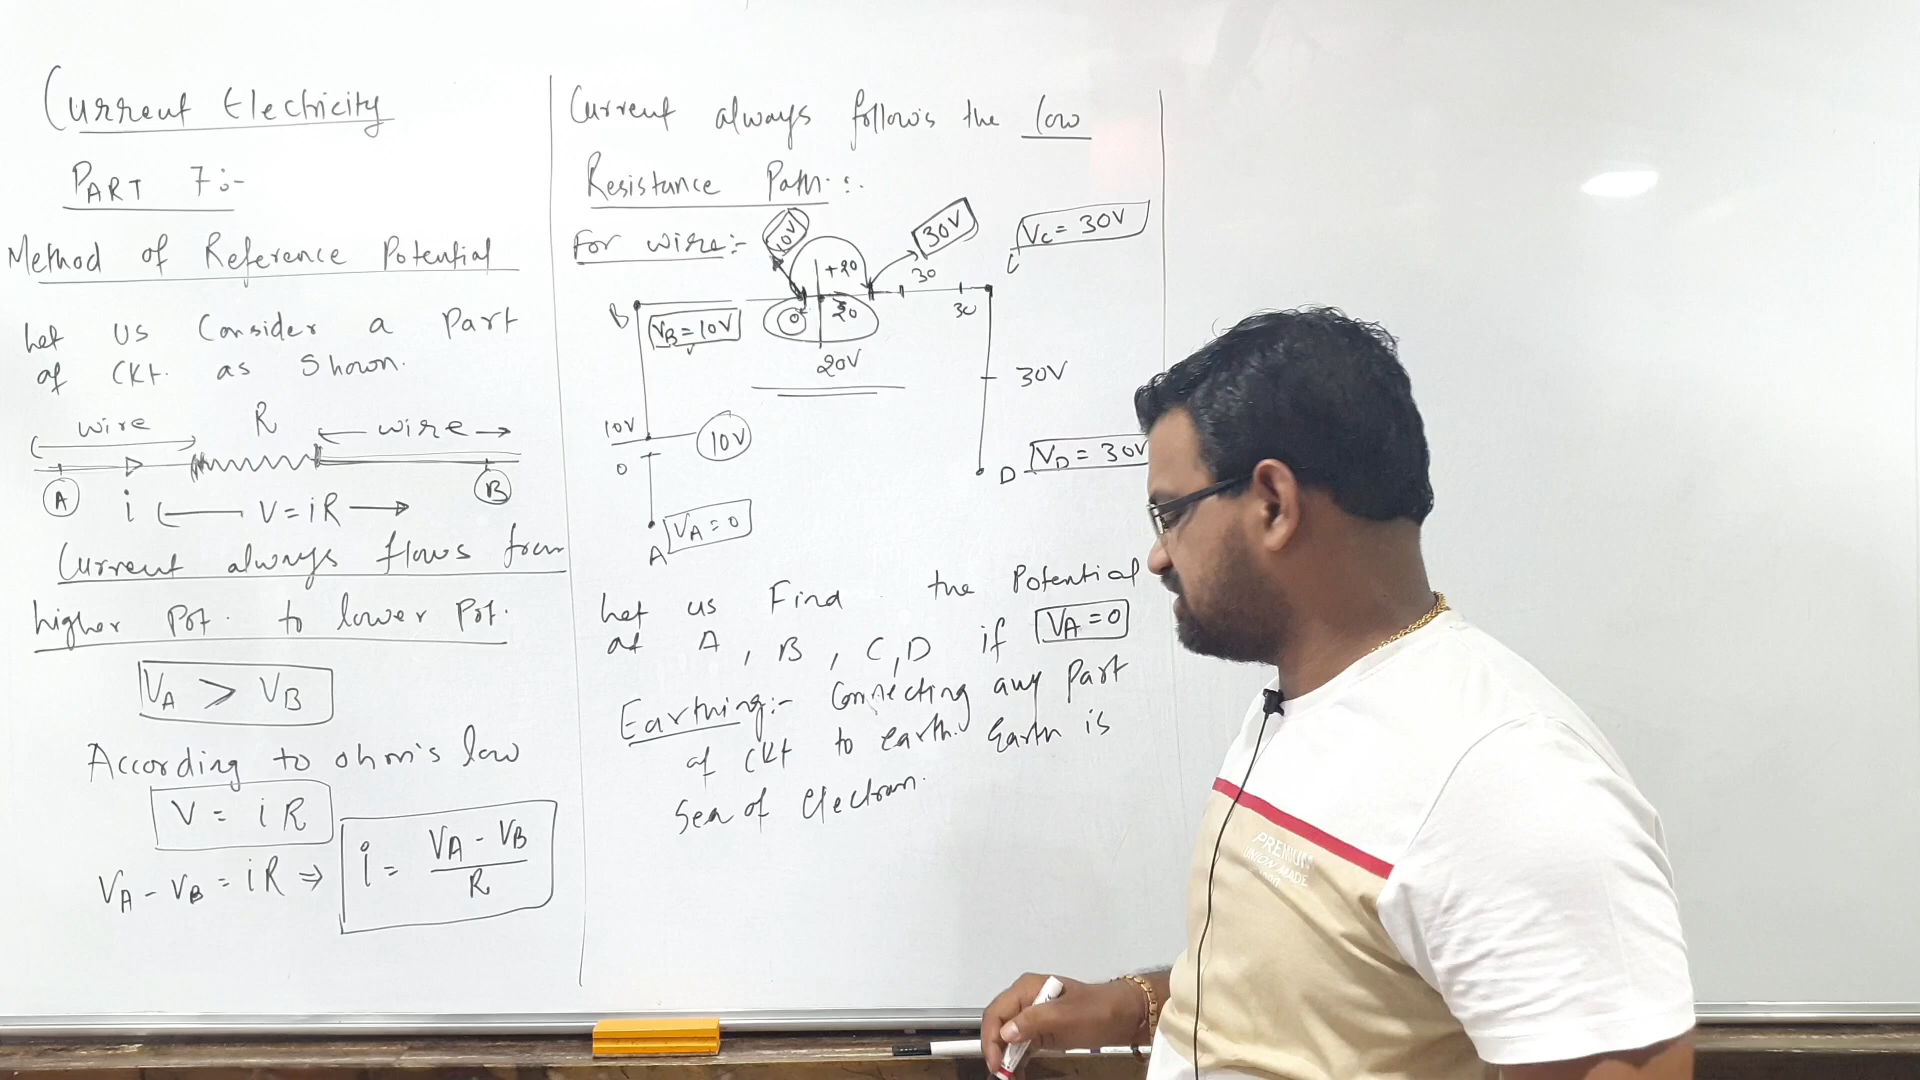 Current Electricity
PART 7:-
Method of Reference Potential
Let us Consider a part
of CKt. as Shown.
wire R wire
A i V=iR B
Current always flows from
higher Pot. to lower Pot.
VA > VB
According to ohm's law
V = iR
VA - VB = iR ⇒ i = VA - VB / R
Current always follows the low
Resistance Path:.
For wire:-
10V
30V
VC = 30V
+20
30
B
VB = 10V
0
20
30
20V
30V
10V
10V
0
D
VD = 30V
VA = 0
A
Let us Find the Potential
at A, B, C, D if VA = 0
Earthing:- Connecting any Part
of CKt to earth. Earth is
Sea of electron.
PREMIUM
UNION MADE